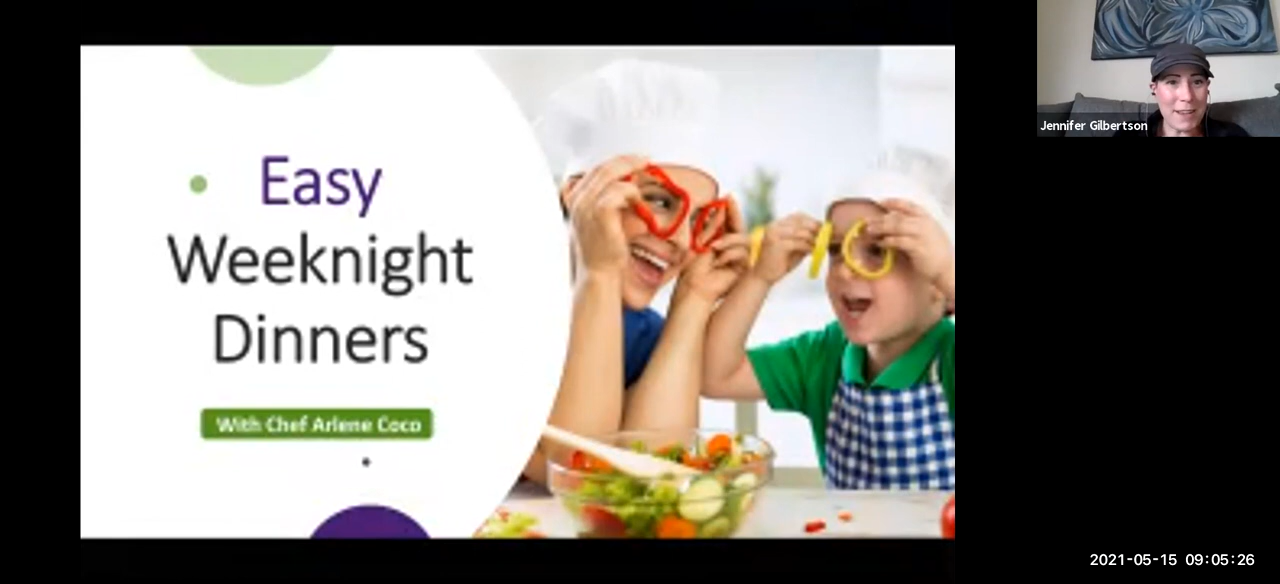 Easy
Weeknight
Dinners
With Chef Arlene Coco
Jennifer Gilbertson
2021-05-15 09:05:26